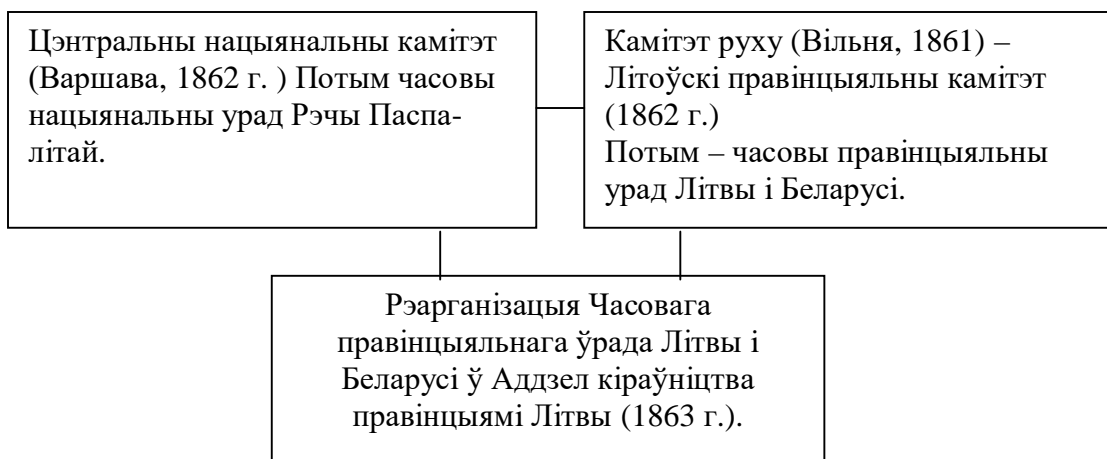 Цэнтральны нацыянальны камітэт
(Варшава, 1862 г. ) Потым часовы
нацыянальны урад Рэчы Паспа-
літай.
Камітэт руху (Вільня, 1861) –
Літоўскі правінцыяльны камітэт
(1862 г.)
Потым – часовы правінцыяльны
урад Літвы і Беларусі.
Рэарганізацыя Часовага
правінцыяльнага ўрада Літвы і
Беларусі ў Аддзел кіраўніцтва
правінцыямі Літвы (1863 г.).